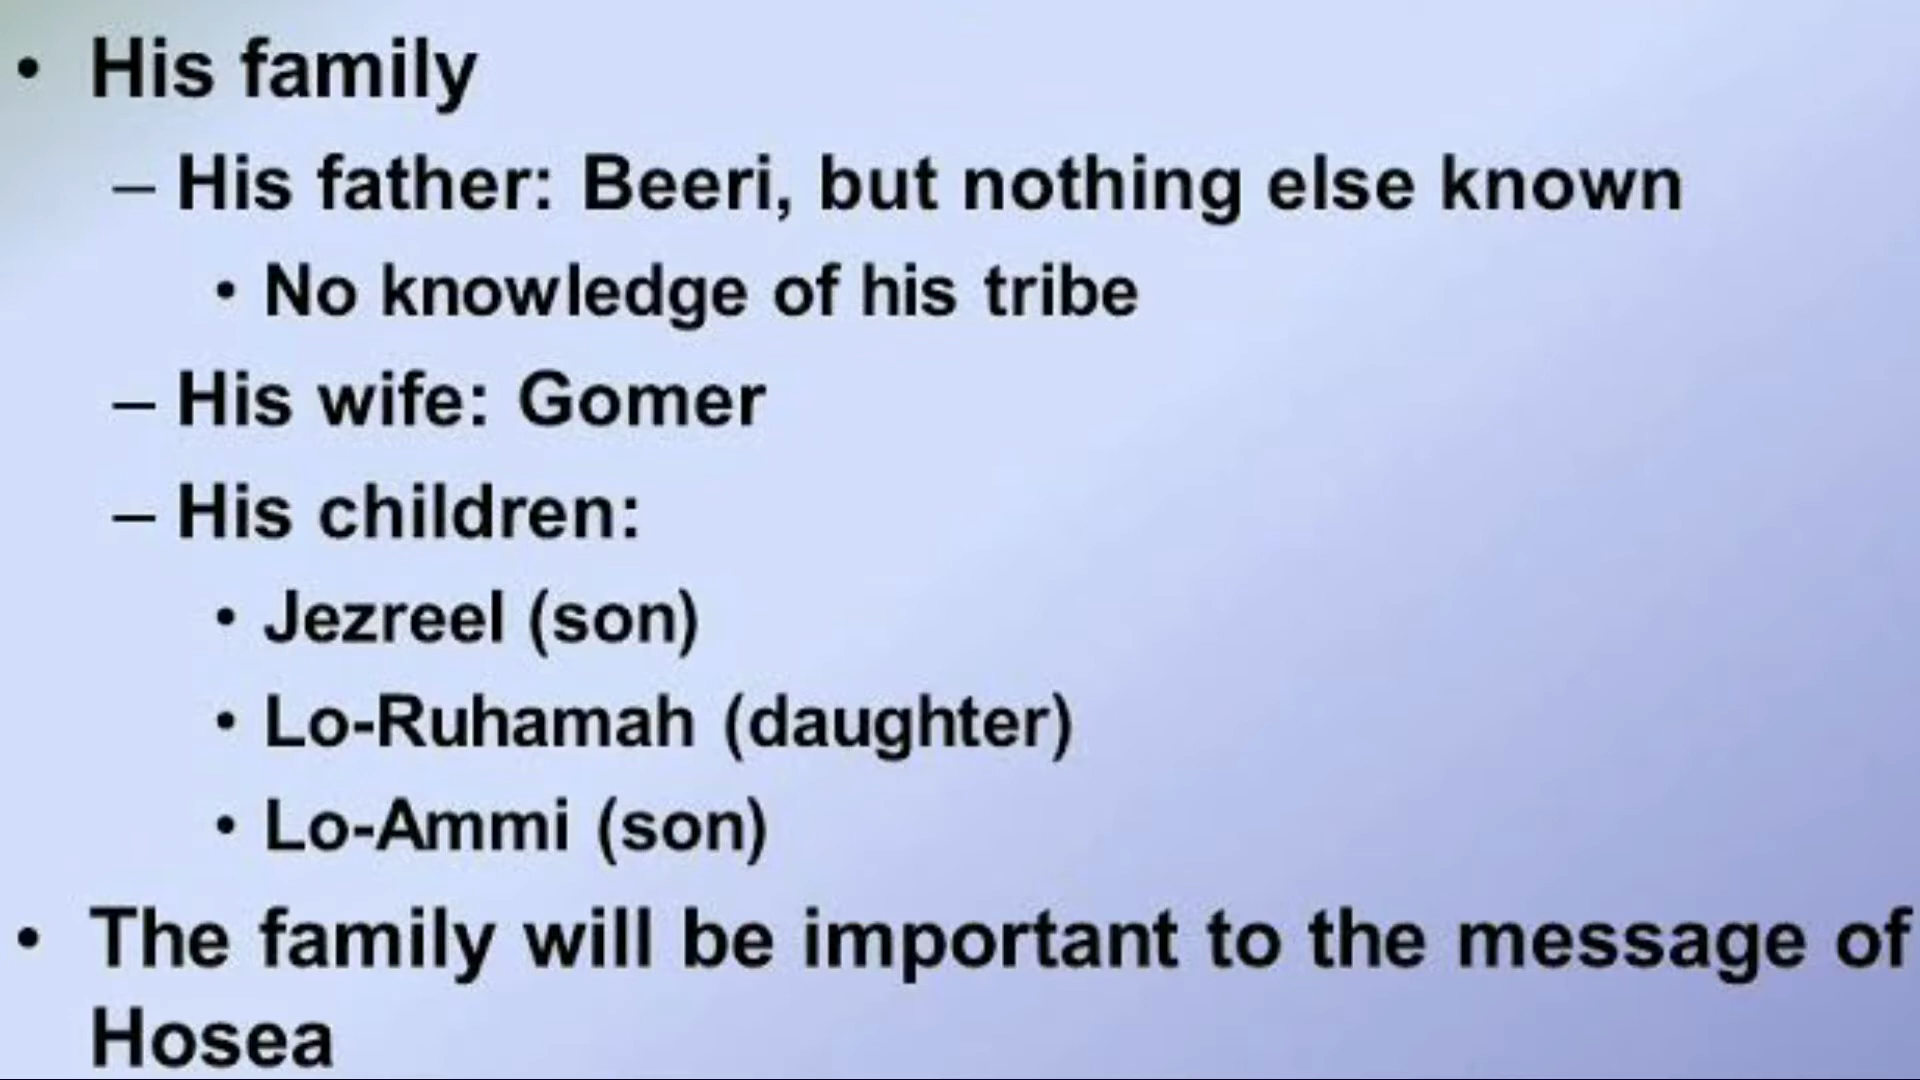 • His family
– His father: Beeri, but nothing else known
• No knowledge of his tribe
– His wife: Gomer
– His children:
• Jezreel (son)
• Lo-Ruhamah (daughter)
• Lo-Ammi (son)
• The family will be important to the message of
Hosea